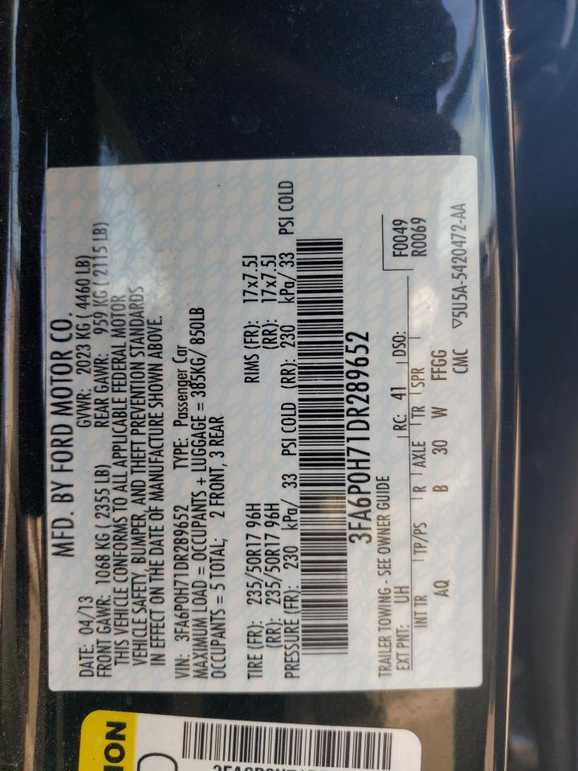 MFD. BY FORD MOTOR CO.
DATE: 04/13 GVWR: 2023 KG ( 4460 LB)
FRONT GAWR: 1068 KG ( 2355 LB) REAR GAWR: 959 KG ( 2115 LB)
THIS VEHICLE CONFORMS TO ALL APPLICABLE FEDERAL MOTOR
VEHICLE SAFETY, BUMPER, AND THEFT PREVENTION STANDARDS
IN EFFECT ON THE DATE OF MANUFACTURE SHOWN ABOVE.
VIN: 3FA6P0H71DR289652 TYPE: Passenger Car
MAXIMUM LOAD = OCCUPANTS + LUGGAGE = 385KG/ 850LB
OCCUPANTS = 5 TOTAL; 2 FRONT, 3 REAR
TIRE (FR): 235/50R17 96H RIMS (FR): 17x7.5J
(RR): 235/50R17 96H (RR): 17x7.5J
PRESSURE (FR): 230 kPa/ 33 PSI COLD (RR): 230 kPa/ 33 PSI COLD
3FA6P0H71DR289652
TRAILER TOWING - SEE OWNER GUIDE F0049
EXT PNT: UH RC: 41 DSO: R0069
INT TR TP/PS R AXLE TR SPR
AQ B 30 W FFGG
CMC ▽5U5A-5420472-AA
ION